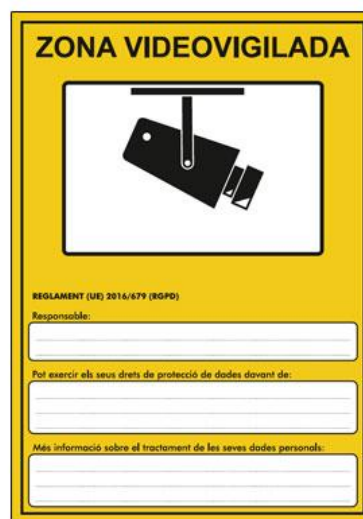 ZONA VIDEOVIGILADA
REGLAMENT (UE) 2016/679 (RGPD)
Responsable:
Pot exercir els seus drets de protecció de dades davant de:
Més informació sobre el tractament de les seves dades personals: